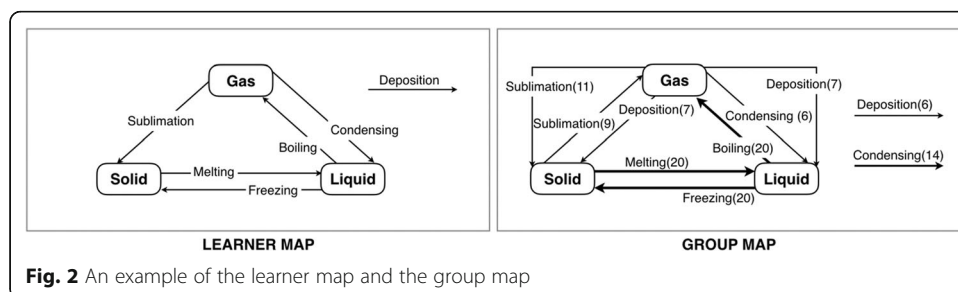 Gas
Deposition
Sublimation
Condensing
Boiling
Solid
Melting
Liquid
Freezing
LEARNER MAP
Gas
Sublimation(11)
Deposition(7)
Deposition(7)
Deposition(6)
Sublimation(9)
Condensing (6)
Boiling(20)
Condensing(14)
Melting(20)
Solid
Liquid
Freezing(20)
GROUP MAP
Fig. 2 An example of the learner map and the group map